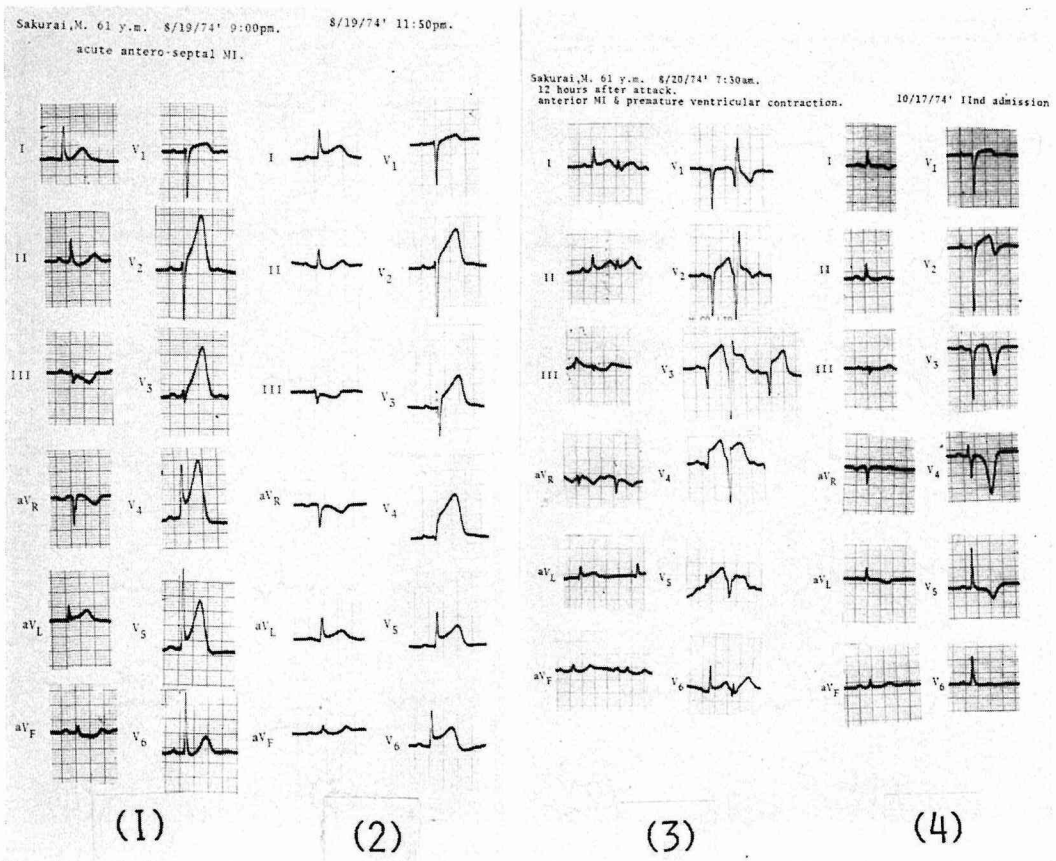 Sakurai,M. 61 y.m. 8/19/74' 9:00pm.
acute antero-septal MI.
8/19/74' 11:50pm.
Sakurai,M. 61 y.m. 8/20/74' 7:30am.
12 hours after attack.
anterior MI & premature ventricular contraction.
10/17/74' IInd admission
I V1 I V1 I V1 I V1
II V2 II V2 II V2 II V2
III V3 III V3 III V3 III V3
aVR V4 aVR V4 aVR V4 aVR V4
aVL V5 aVL V5 aVL V5 aVL V5
aVF V6 aVF V6 aVF V6 aVF V6
(I) (2) (3) (4)